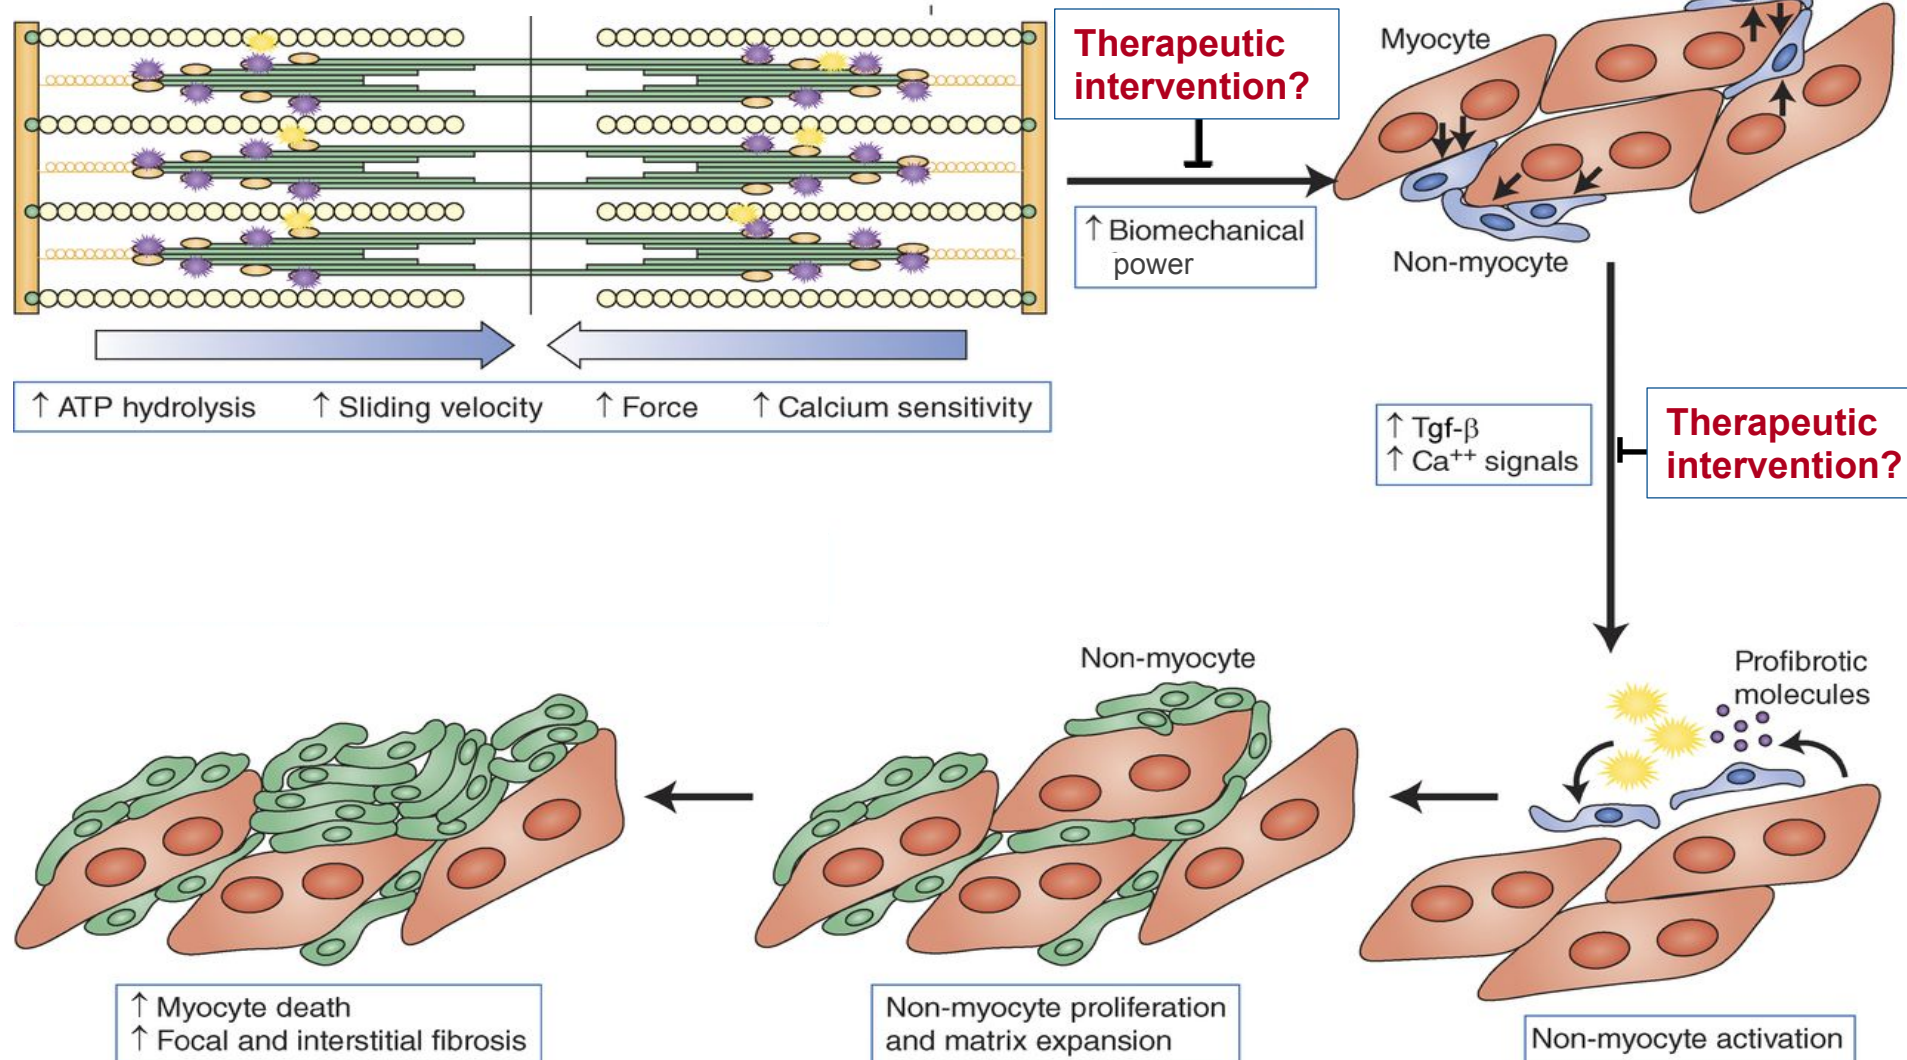 Therapeutic
intervention?
Myocyte
↑ Biomechanical
power
Non-myocyte
↑ ATP hydrolysis ↑ Sliding velocity ↑ Force ↑ Calcium sensitivity
↑ Tgf-β
↑ Ca⁺⁺ signals
Therapeutic
intervention?
Non-myocyte
Profibrotic
molecules
↑ Myocyte death
↑ Focal and interstitial fibrosis
Non-myocyte proliferation
and matrix expansion
Non-myocyte activation